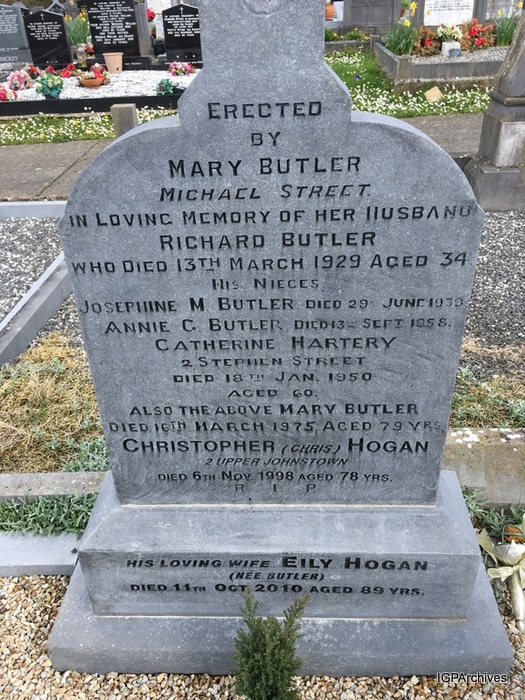 ERECTED
BY
MARY BUTLER
MICHAEL STREET
IN LOVING MEMORY OF HER HUSBAND
RICHARD BUTLER
WHO DIED 13TH MARCH 1929 AGED 34
HIS NIECES
JOSEPHINE M. BUTLER DIED 29 JUNE
ANNIE C. BUTLER DIED 13 SEPT. 1958.
CATHERINE HARTERY
2 STEPHEN STREET
DIED 18TH JAN. 1950
AGED 60.
ALSO THE ABOVE MARY BUTLER
DIED 16TH MARCH 1975, AGED 79 YRS.
CHRISTOPHER (CHRIS) HOGAN
2 UPPER JOHNSTOWN
DIED 6TH NOV 1998 AGED 78 YRS.
R. I. P.
HIS LOVING WIFE EILY HOGAN
(NÉE BUTLER)
DIED 11TH OCT 2010 AGED 89 YRS.
IGPArchives